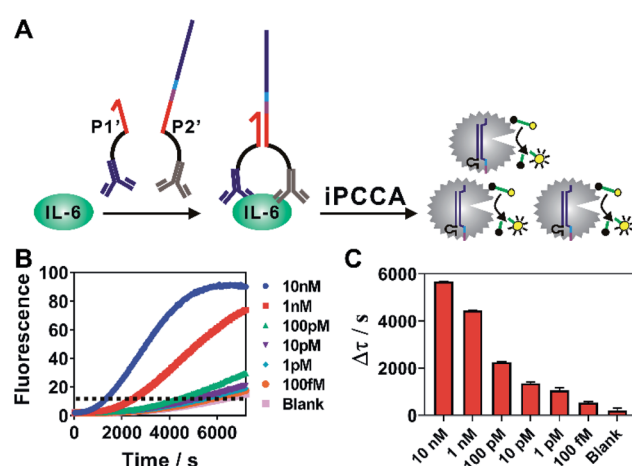 A
P1' P2'
IL-6 IL-6 iPCCA
B
Fluorescence
100
80
60
40
20
0
0 2000 4000 6000
Time / s
10nM
1nM
100pM
10pM
1pM
100fM
Blank
C
Δτ / s
6000
4000
2000
0
10 nM 1 nM 100 pM 10 pM 1 pM 100 fM Blank